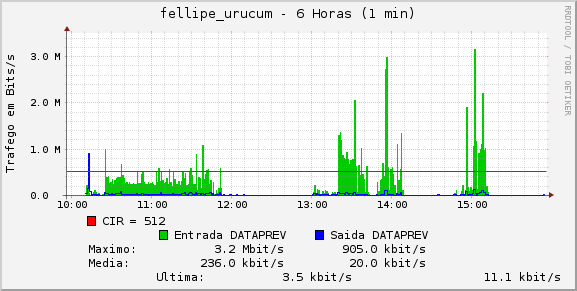 fellipe_urucum - 6 Horas (1 min)
RRDTOOL / TOBI OETIKER
Trafego em Bits/s
3.0 M
2.0 M
1.0 M
0.0
10:00 11:00 12:00 13:00 14:00 15:00
CIR = 512
Entrada DATAPREV Saida DATAPREV
Maximo: 3.2 Mbit/s 905.0 kbit/s
Media: 236.0 kbit/s 20.0 kbit/s
Ultima: 3.5 kbit/s 11.1 kbit/s